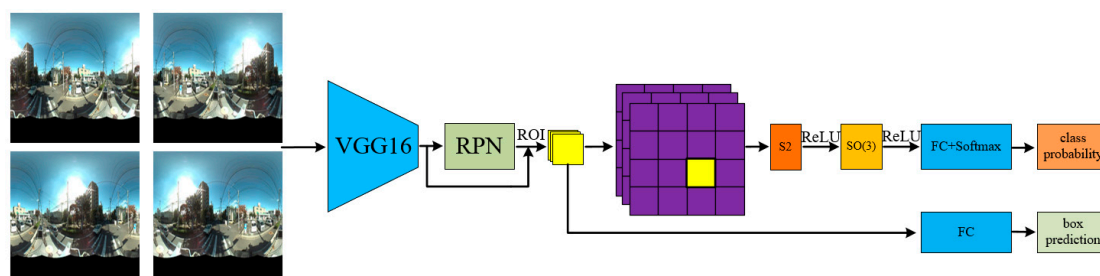 VGG16
RPN
ROI
S2
ReLU
SO(3)
ReLU
FC+Softmax
class
probability
FC
box
prediction